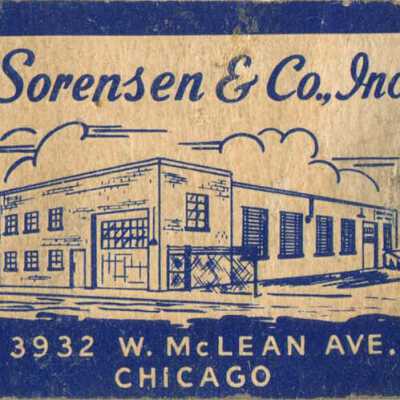 Sorensen & Co., Inc
3932 W. McLEAN AVE.
CHICAGO